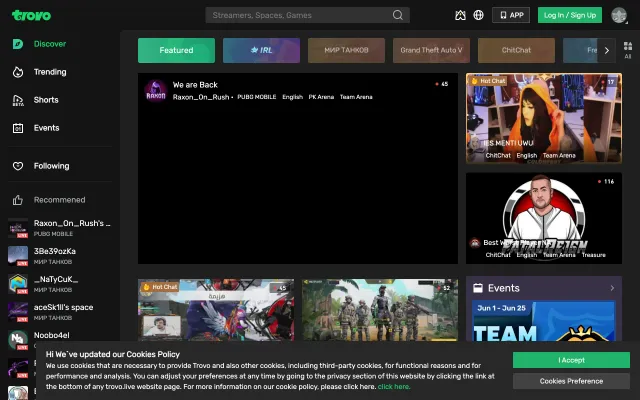 trovo
Streamers, Spaces, Games
APP
Log In / Sign Up
Discover
Trending
Shorts
BETA
Events
Following
Recommened
Raxon_On_Rush's ...
PUBG MOBILE
LIVE
3Be39ozKa
МИР ТАНКОВ
LIVE
_NaTyCuK_
МИР ТАНКОВ
LIVE
aceSk1ll's space
МИР ТАНКОВ
LIVE
Noobo4el
LIVE
Featured
IRL
МИР ТАНКОВ
Grand Theft Auto V
ChitChat
Fre
All
RAXON
We are Back
Raxon_On_Rush • PUBG MOBILE English PK Arena Team Arena
45
Hot Chat
17
IES MENTI UWU
ChitChat English Team Arena
116
ChitChat English Team Arena Treasure
Hot Chat
45
52
Events
Jun 1 - Jun 25
TEAM
Hi We`ve updated our Cookies Policy
We use cookies that are necessary to provide Trovo and also other cookies, including third-party cookies, for functional reasons and for
performance and analysis. You can adjust your preferences at any time by going to the privacy section of this website by clicking the link at
the bottom of any trovo.live website page. For more information on our cookie policy, please click here. click here.
I Accept
Cookies Preference